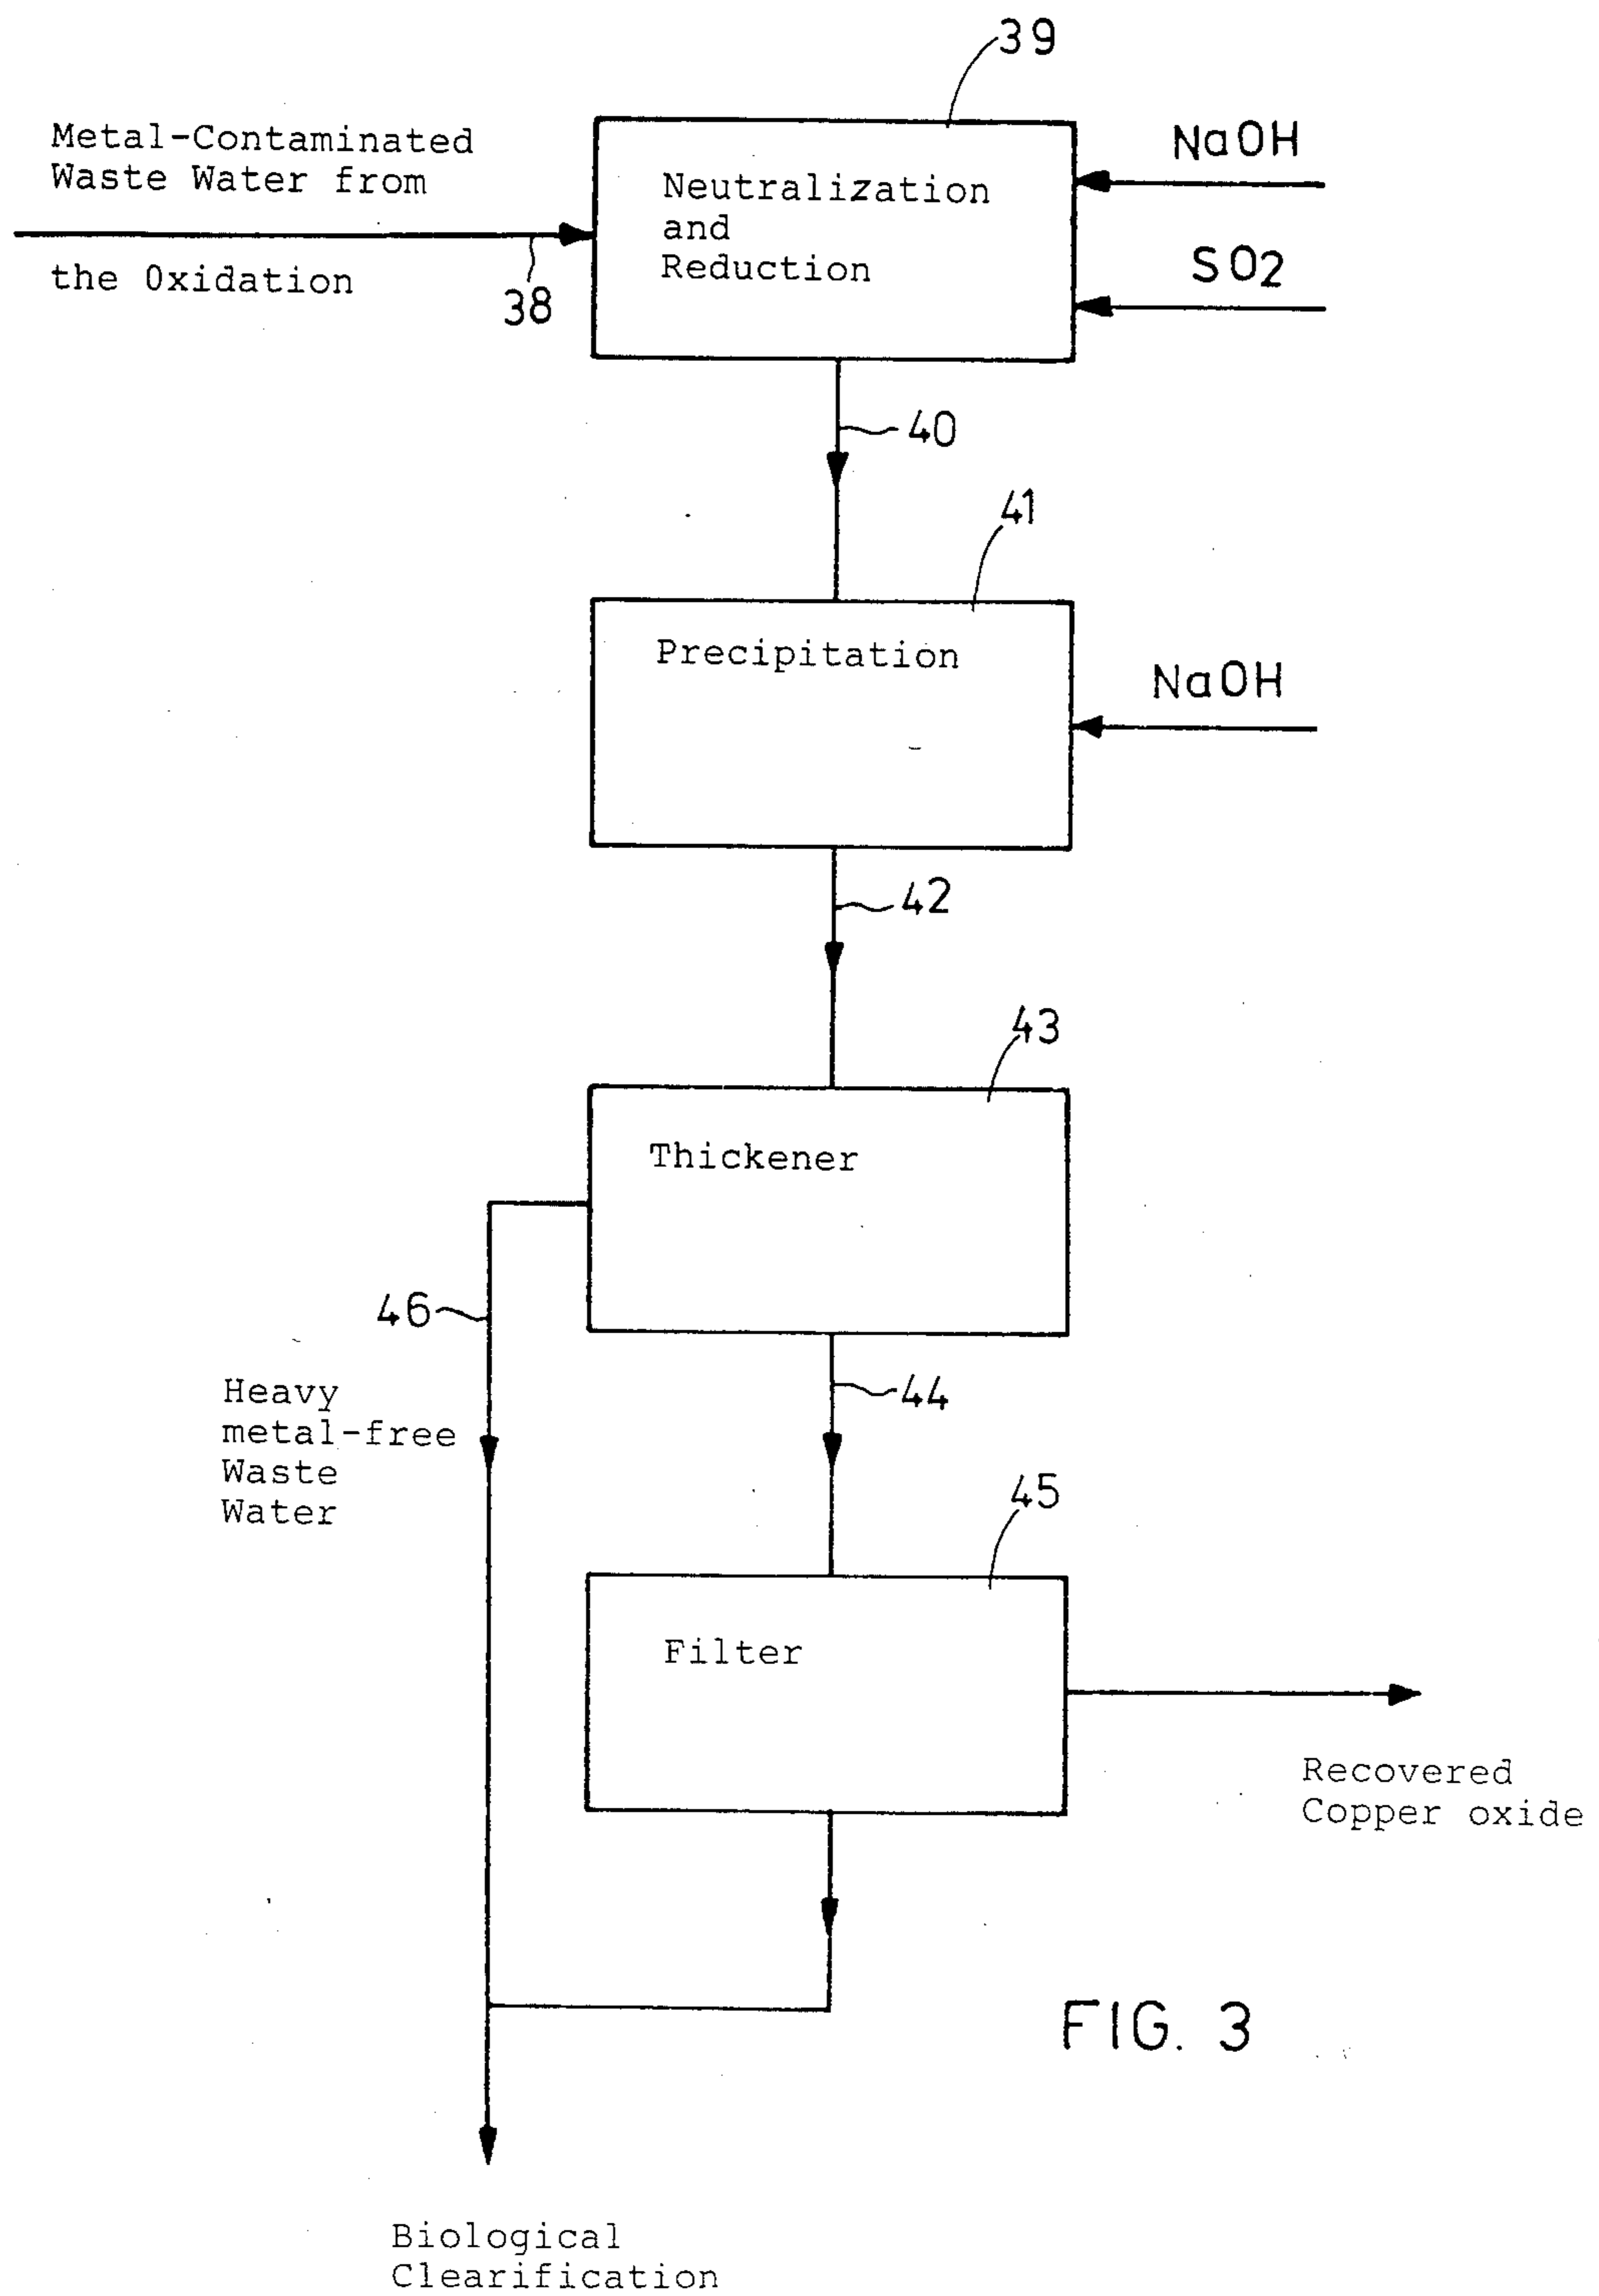 39
Metal-Contaminated
Waste Water from
the Oxidation
38
Neutralization
and
Reduction
NaOH
SO2
40
41
Precipitation
NaOH
42
43
Thickener
46
Heavy
metal-free
Waste
Water
44
45
Filter
Recovered
Copper oxide
FIG. 3
Biological
Clearification